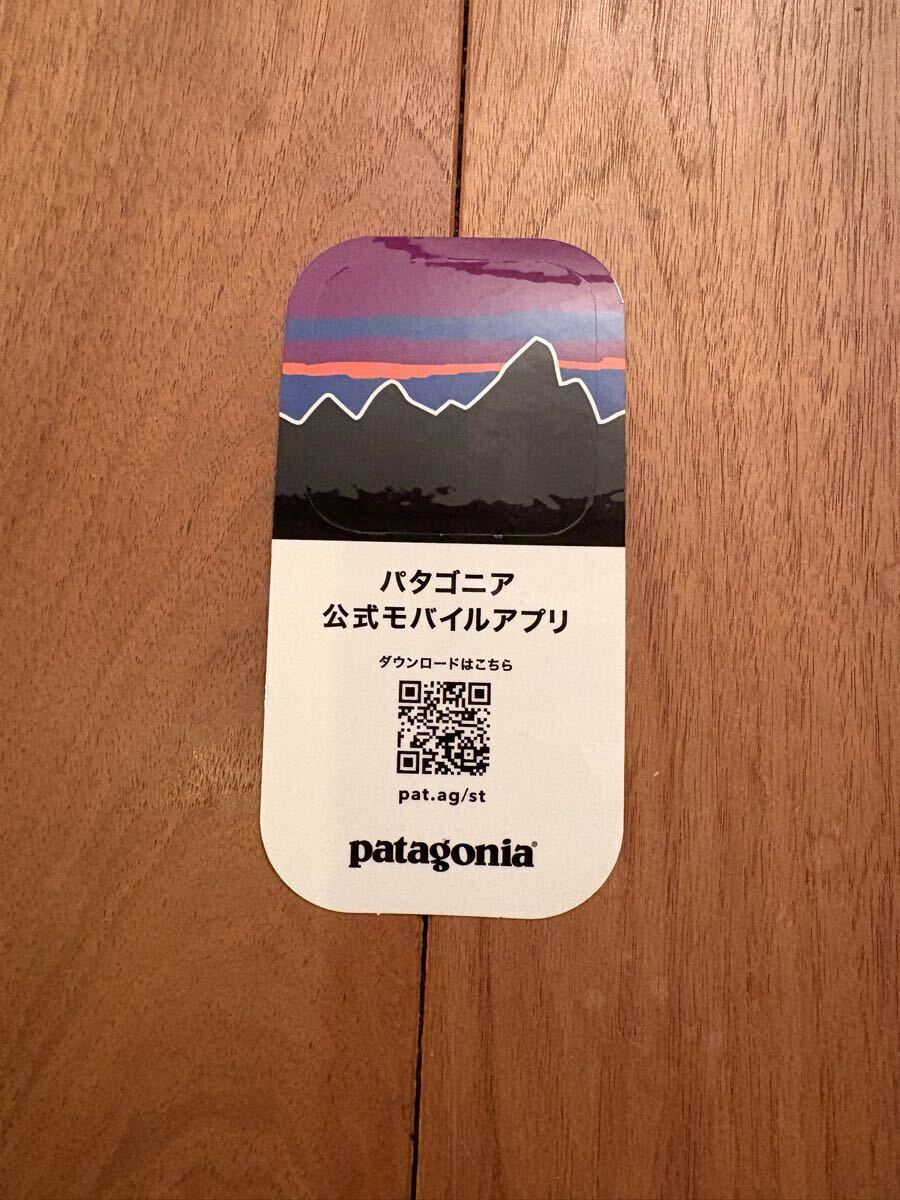 パタゴニア
公式モバイルアプリ
ダウンロードはこちら
pat.ag/st
patagonia®